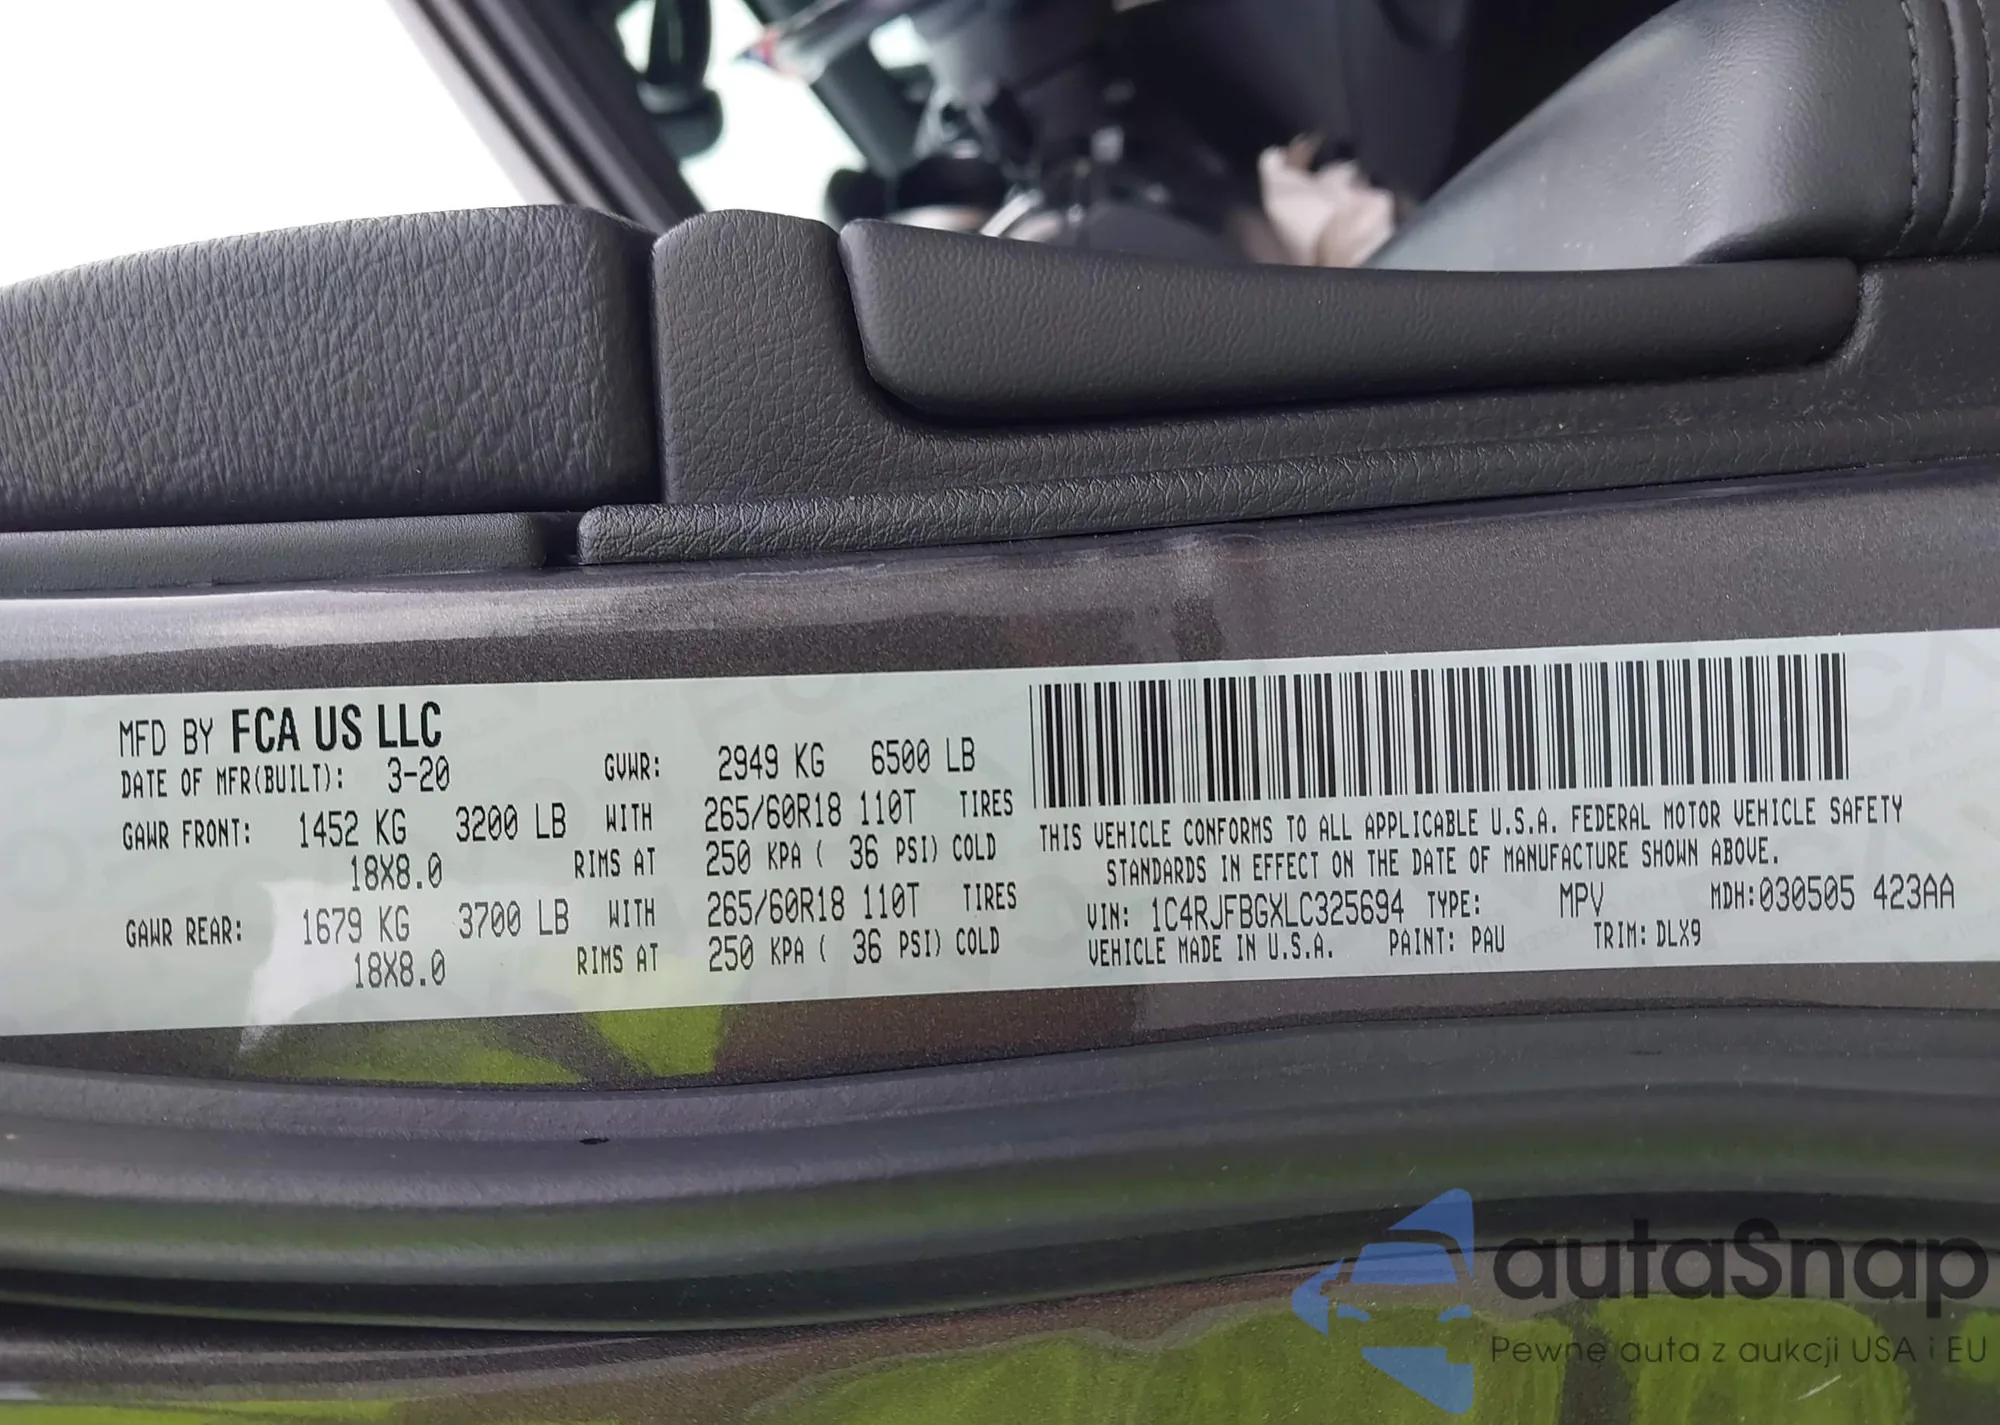 MFD BY FCA US LLC
DATE OF MFR(BUILT): 3-20 GVWR: 2949 KG 6500 LB
GAWR FRONT: 1452 KG 3200 LB WITH 265/60R18 110T TIRES
18X8.0 RIMS AT 250 KPA ( 36 PSI) COLD
GAWR REAR: 1679 KG 3700 LB WITH 265/60R18 110T TIRES
18X8.0 RIMS AT 250 KPA ( 36 PSI) COLD
THIS VEHICLE CONFORMS TO ALL APPLICABLE U.S.A. FEDERAL MOTOR VEHICLE SAFETY
STANDARDS IN EFFECT ON THE DATE OF MANUFACTURE SHOWN ABOVE.
VIN: 1C4RJFBGXLC325694 TYPE: MPV MDH:030505 423AA
VEHICLE MADE IN U.S.A. PAINT: PAU TRIM: DLX9
autaSnap
Pewne auta z aukcji USA i EU